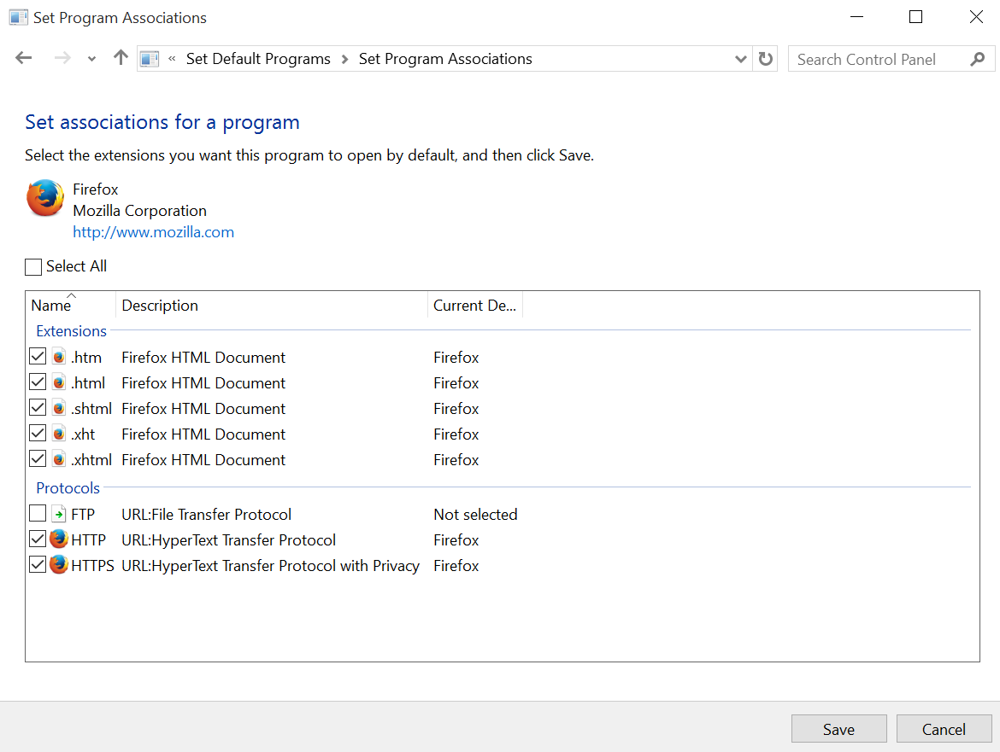 Set Program Associations
« Set Default Programs > Set Program Associations
Search Control Panel
Set associations for a program
Select the extensions you want this program to open by default, and then click Save.
Firefox
Mozilla Corporation
http://www.mozilla.com
Select All
Name Description Current De...
Extensions
.htm Firefox HTML Document Firefox
.html Firefox HTML Document Firefox
.shtml Firefox HTML Document Firefox
.xht Firefox HTML Document Firefox
.xhtml Firefox HTML Document Firefox
Protocols
FTP URL:File Transfer Protocol Not selected
HTTP URL:HyperText Transfer Protocol Firefox
HTTPS URL:HyperText Transfer Protocol with Privacy Firefox
Save Cancel